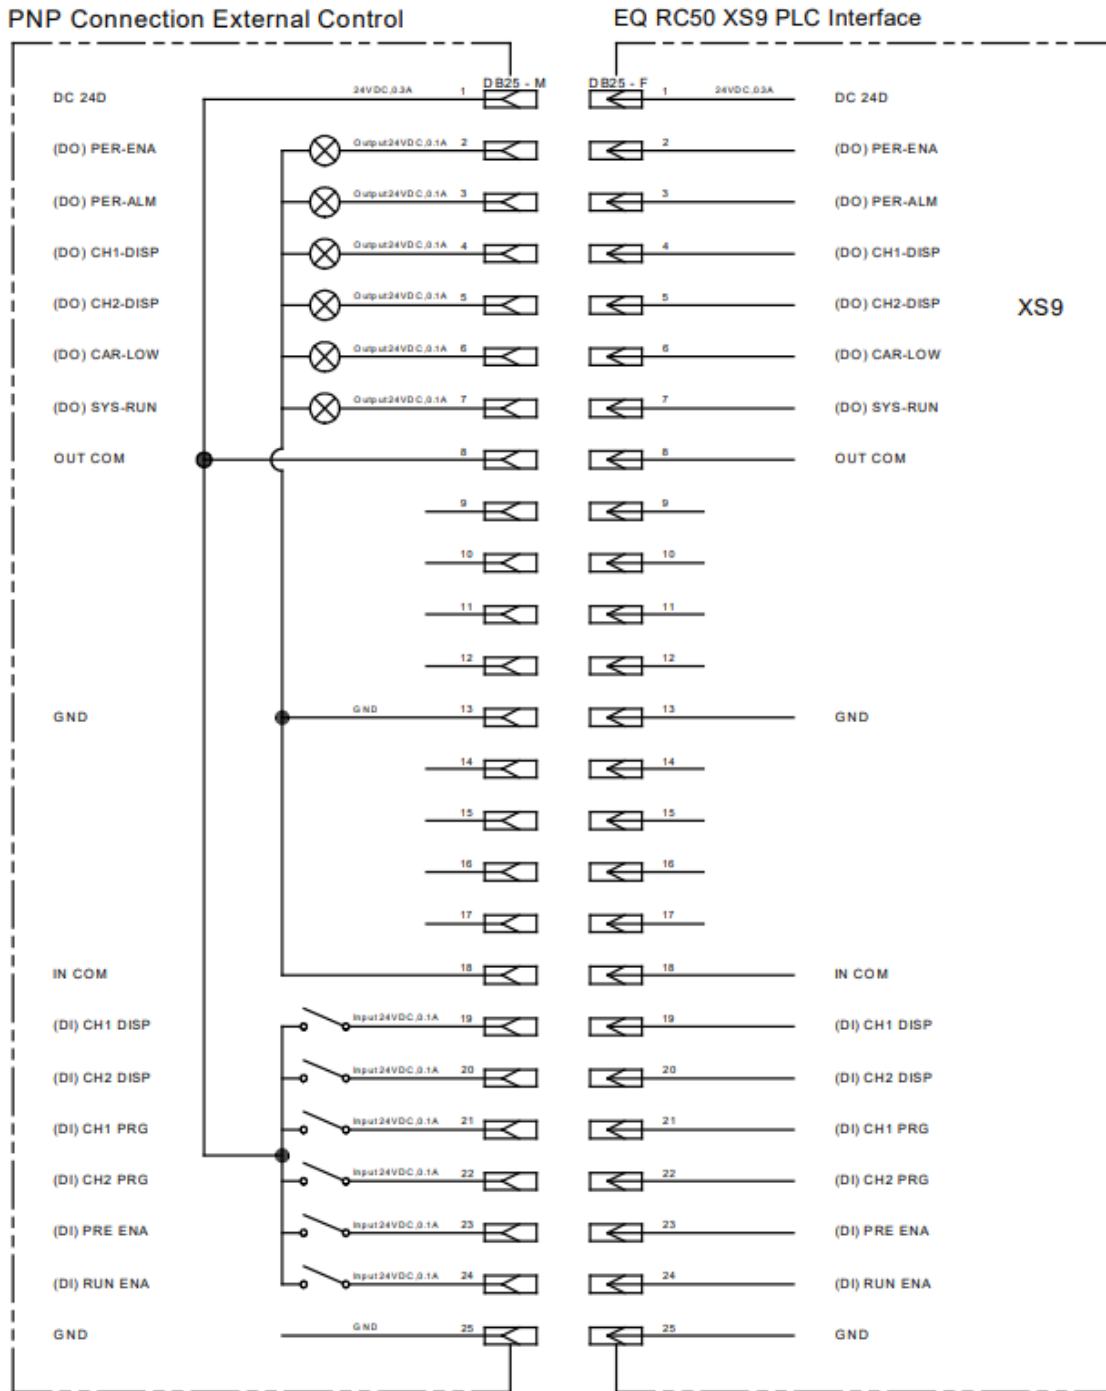 PNP Connection External Control EQ RC50 XS9 PLC Interface
DB25 - M DB25 - F
DC 24D 24VDC,0.3A 1 1 24VDC,0.3A DC 24D
(DO) PER-ENA Output24VDC,0.1A 2 2 (DO) PER-ENA
(DO) PER-ALM Output24VDC,0.1A 3 3 (DO) PER-ALM
(DO) CH1-DISP Output24VDC,0.1A 4 4 (DO) CH1-DISP
(DO) CH2-DISP Output24VDC,0.1A 5 5 (DO) CH2-DISP XS9
(DO) CAR-LOW Output24VDC,0.1A 6 6 (DO) CAR-LOW
(DO) SYS-RUN Output24VDC,0.1A 7 7 (DO) SYS-RUN
OUT COM 8 8 OUT COM
9 9
10 10
11 11
12 12
GND GND 13 13 GND
14 14
15 15
16 16
17 17
IN COM 18 18 IN COM
(DI) CH1 DISP Input24VDC,0.1A 19 19 (DI) CH1 DISP
(DI) CH2 DISP Input24VDC,0.1A 20 20 (DI) CH2 DISP
(DI) CH1 PRG Input24VDC,0.1A 21 21 (DI) CH1 PRG
(DI) CH2 PRG Input24VDC,0.1A 22 22 (DI) CH2 PRG
(DI) PRE ENA Input24VDC,0.1A 23 23 (DI) PRE ENA
(DI) RUN ENA Input24VDC,0.1A 24 24 (DI) RUN ENA
GND GND 25 25 GND